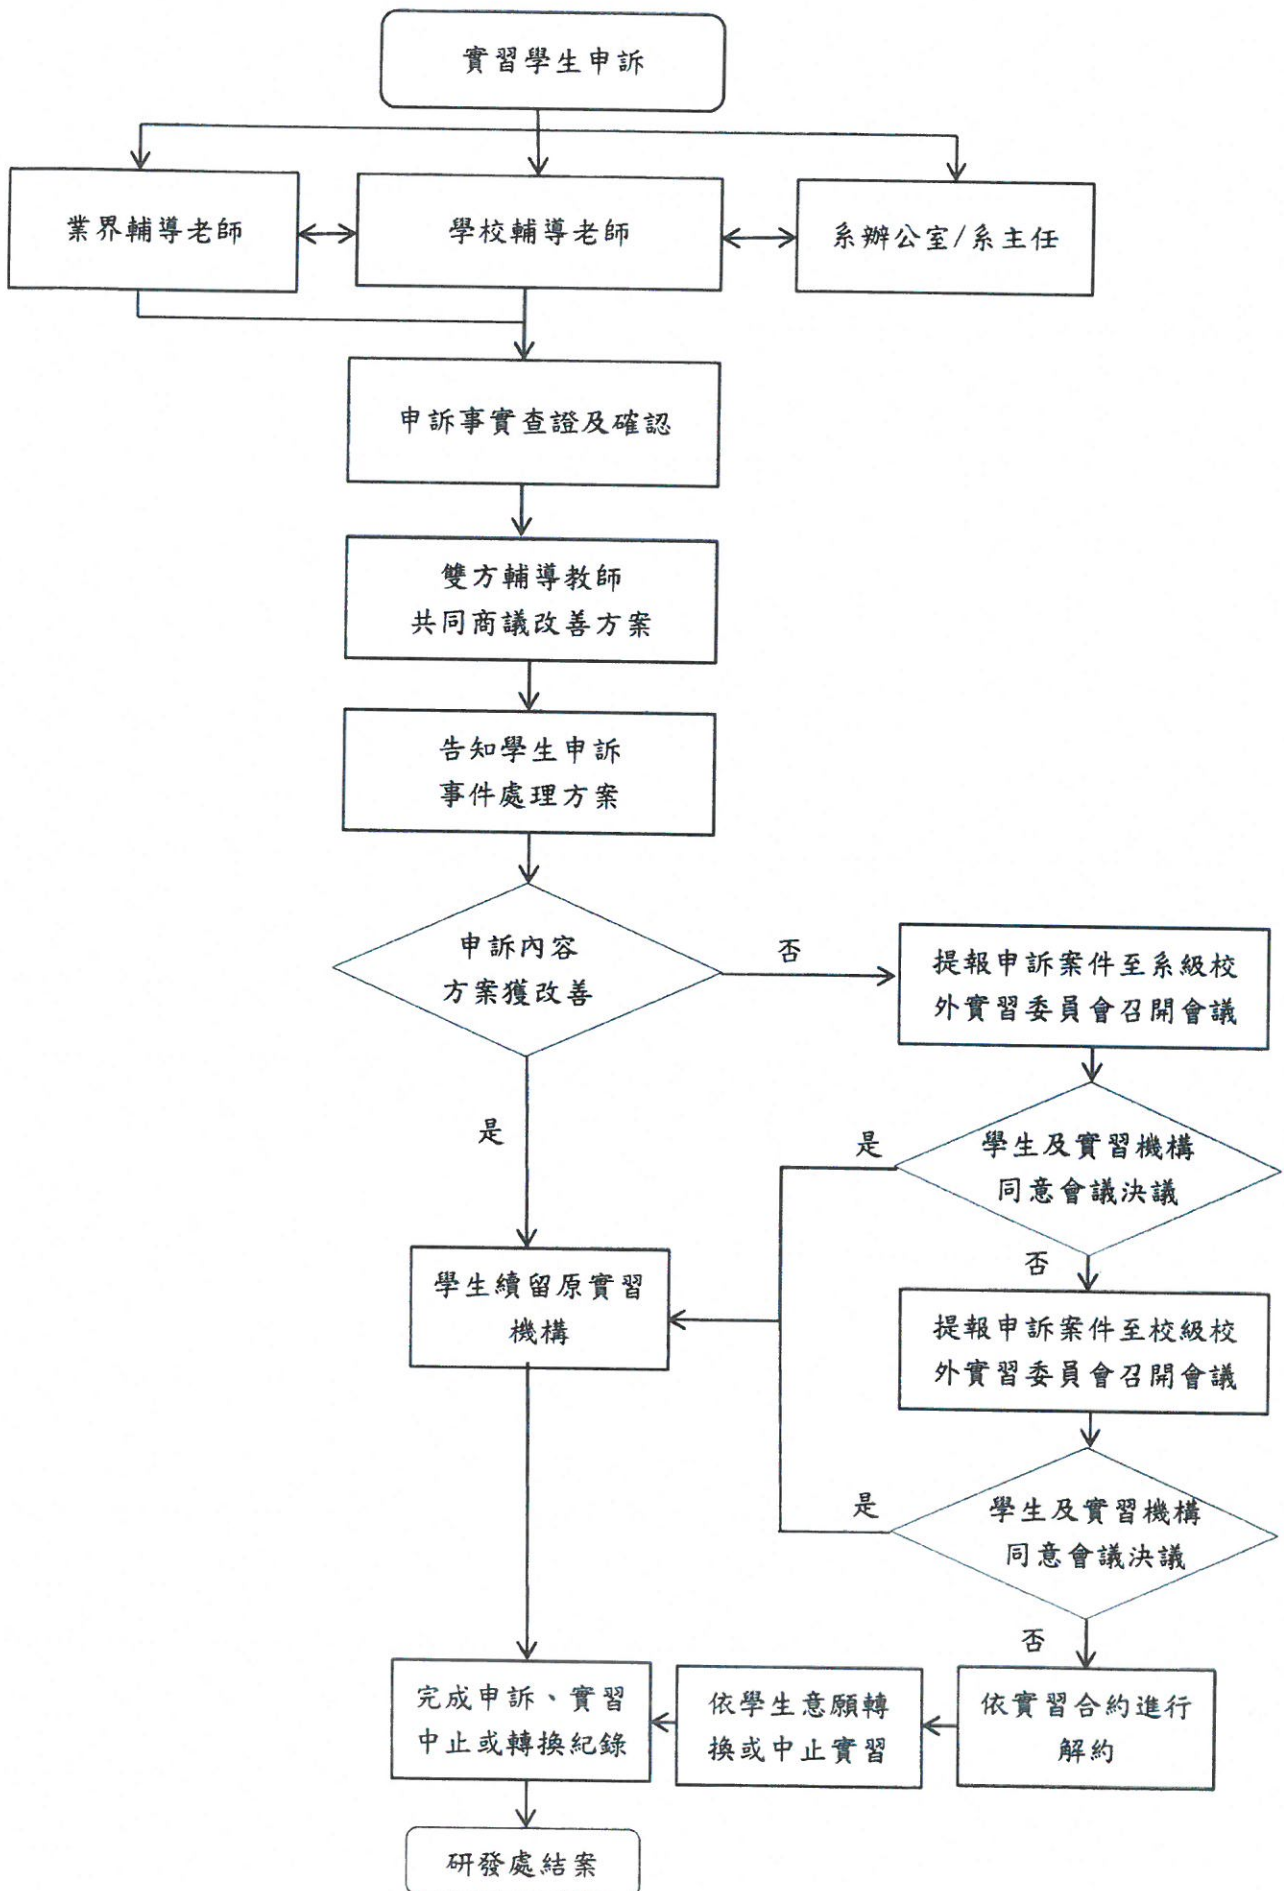 實習學生申訴
業界輔導老師
學校輔導老師
系辦公室/系主任
申訴事實查證及確認
雙方輔導教師
共同商議改善方案
告知學生申訴
事件處理方案
申訴內容
方案獲改善
否
提報申訴案件至系級校
外實習委員會召開會議
是
是
學生及實習機構
同意會議決議
否
學生續留原實習
機構
提報申訴案件至校級校
外實習委員會召開會議
是
學生及實習機構
同意會議決議
否
完成申訴、實習
中止或轉換紀錄
依學生意願轉
換或中止實習
依實習合約進行
解約
研發處結案